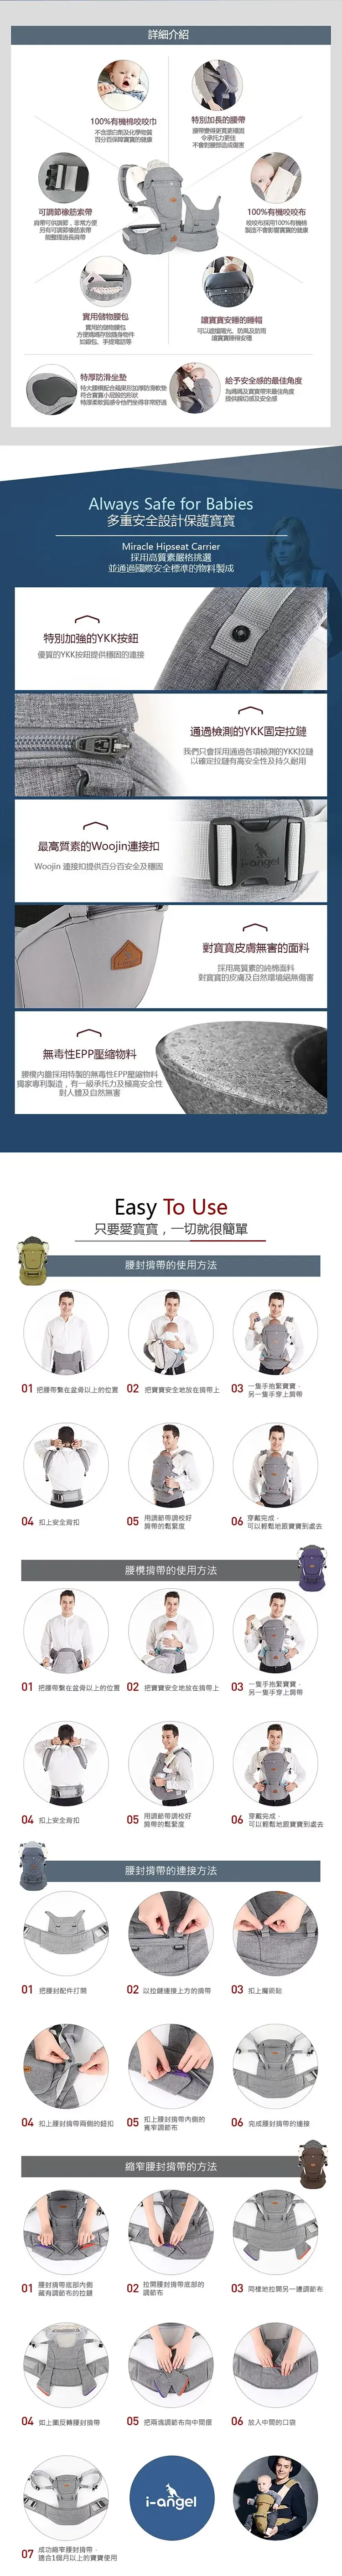 詳細介紹
100%有機棉咬咬巾
不含漂白劑及化學物質
百分百保障寶寶的健康
特別加長的腰帶
腰帶變得更寬更穩固
令承托力更佳
不會對腰部造成傷害
可調節橡筋索帶
肩帶可供調節，非常方便
另有可調節橡筋索帶
能整理過長肩帶
100%有機咬咬布
咬咬布採用100%有機棉
製造不會影響寶寶的健康
實用儲物腰包
實用的儲物腰包
方便媽媽存放隨身物件
如銀包、手提電話等
讓寶寶安睡的睡帽
可以遮擋陽光、防風及防雨
讓寶寶睡得安穩
特厚防滑坐墊
特大腰櫈配合蘋果形加厚防滑軟墊
符合寶寶小屁股的形狀
特厚柔軟質感令他們坐得非常舒適
給予安全感的最佳角度
為媽媽及寶寶帶來最佳角度
提供親切感及安全感
Always Safe for Babies
多重安全設計保護寶寶
Miracle Hipseat Carrier
採用高質素嚴格挑選
並通過國際安全標準的物料製成
特別加強的YKK按鈕
優質的YKK按鈕提供穩固的連接
通過檢測的YKK固定拉鏈
我們只會採用通過各項檢測的YKK拉鏈
以確定拉鏈有高安全性及持久耐用
最高質素的Woojin連接扣
Woojin 連接扣提供百分百安全及穩固
i-angel
對寶寶皮膚無害的面料
採用高質素的純棉面料
對寶寶的皮膚及自然環境絕無傷害
無毒性EPP壓縮物料
腰櫈內膽採用特製的無毒性EPP壓縮物料
獨家專利製造，有一級承托力及極高安全性
對人體及自然無害
Easy To Use
只要愛寶寶，一切就很簡單
腰封揹帶的使用方法
01 把腰帶繫在盆骨以上的位置
02 把寶寶安全地放在揹帶上
03 一隻手抱緊寶寶，
另一隻手穿上肩帶
04 扣上安全背扣
05 用調節帶調校好
肩帶的鬆緊度
06 穿戴完成，
可以輕鬆地跟寶寶到處去
腰櫈揹帶的使用方法
01 把腰帶繫在盆骨以上的位置
02 把寶寶安全地放在揹帶上
03 一隻手抱緊寶寶，
另一隻手穿上肩帶
04 扣上安全背扣
05 用調節帶調校好
肩帶的鬆緊度
06 穿戴完成，
可以輕鬆地跟寶寶到處去
腰封揹帶的連接方法
01 把腰封配件打開
02 以拉鏈連接上方的揹帶
03 扣上魔術貼
04 扣上腰封揹帶兩側的鈕扣
05 扣上腰封揹帶內側的
寬窄調節布
06 完成腰封揹帶的連接
縮窄腰封揹帶的方法
01 腰封揹帶底部內側
藏有調節布的拉鏈
02 拉開腰封揹帶底部的
調節布
03 同樣地拉開另一邊調節布
04 如上圖反轉腰封揹帶
05 把兩塊調節布向中間摺
06 放入中間的口袋
07 成功縮窄腰封揹帶，
適合1個月以上的寶寶使用
i-angel